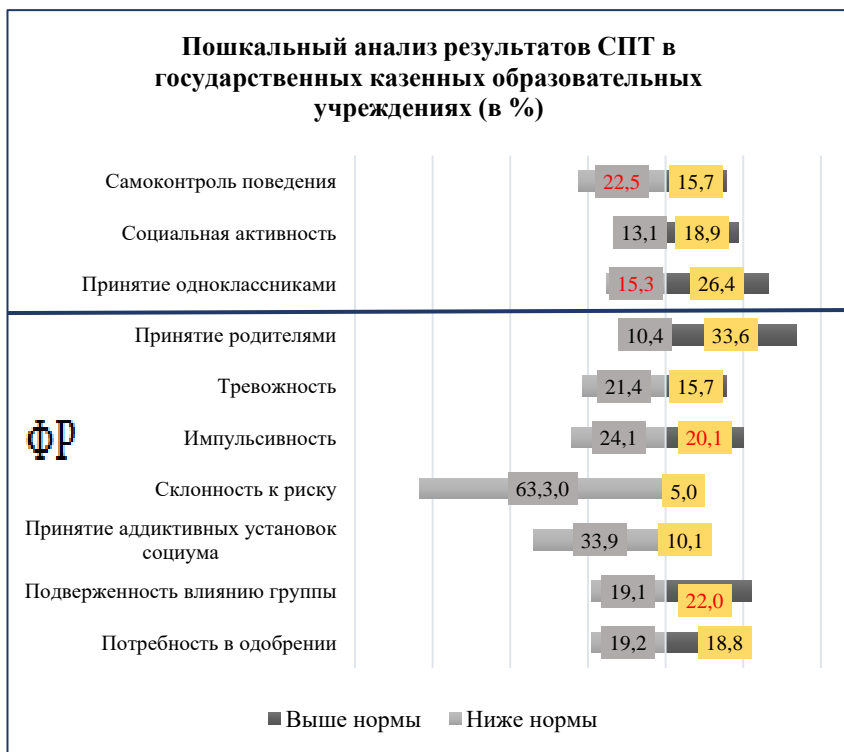 Пошкальный анализ результатов СПТ в
государственных казенных образовательных
учреждениях (в %)
Самоконтроль поведения 22,5 15,7
Социальная активность 13,1 18,9
Принятие одноклассниками 15,3 26,4
Принятие родителями 10,4 33,6
Тревожность 21,4 15,7
ФР
Импульсивность 24,1 20,1
Склонность к риску 63,3,0 5,0
Принятие аддиктивных установок
социума 33,9 10,1
Подверженность влиянию группы 19,1 22,0
Потребность в одобрении 19,2 18,8
Выше нормы Ниже нормы